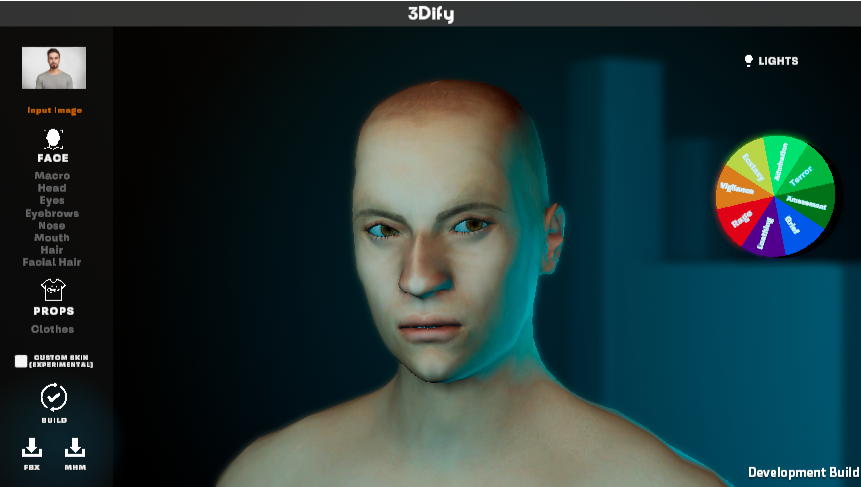 3Dify
Input Image
FACE
Macro
Head
Eyes
Eyebrows
Nose
Mouth
Hair
Facial Hair
PROPS
Clothes
CUSTOM SKIN
(EXPERIMENTAL)
BUILD
FBX
MHM
LIGHTS
Ecstasy
Admiration
Terror
Amazement
Grief
Loathing
Rage
Vigilance
Development Build